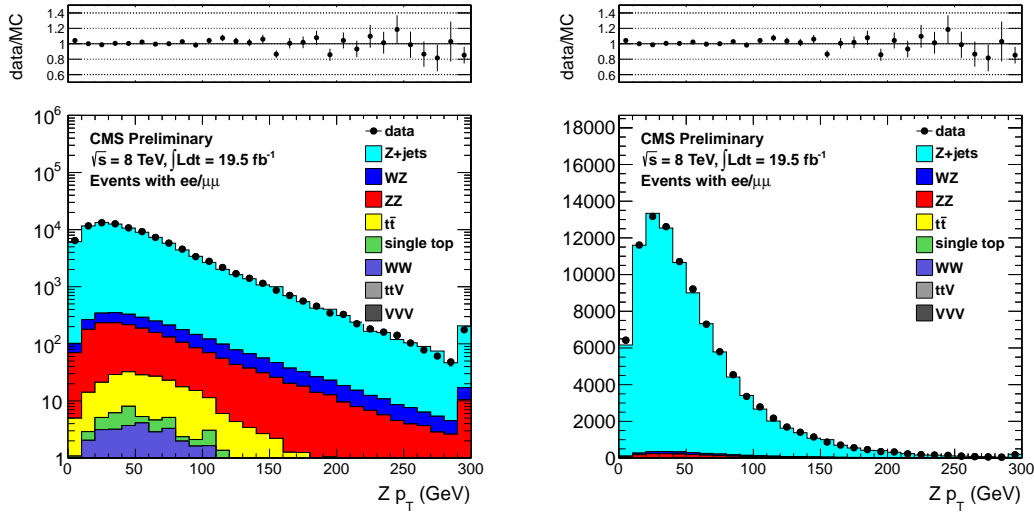 data/MC
1.4
1.2
1
0.8
0.6
10⁶
10⁵
10⁴
10³
10²
10
1
CMS Preliminary
√s = 8 TeV, ∫Ldt = 19.5 fb⁻¹
Events with ee/μμ
data
Z+jets
WZ
ZZ
tt̄
single top
WW
ttV
VVV
0 50 100 150 200 250 300
Z p_T (GeV)
data/MC
1.4
1.2
1
0.8
0.6
18000
16000
14000
12000
10000
8000
6000
4000
2000
0
CMS Preliminary
√s = 8 TeV, ∫Ldt = 19.5 fb⁻¹
Events with ee/μμ
data
Z+jets
WZ
ZZ
tt̄
single top
WW
ttV
VVV
0 50 100 150 200 250 300
Z p_T (GeV)